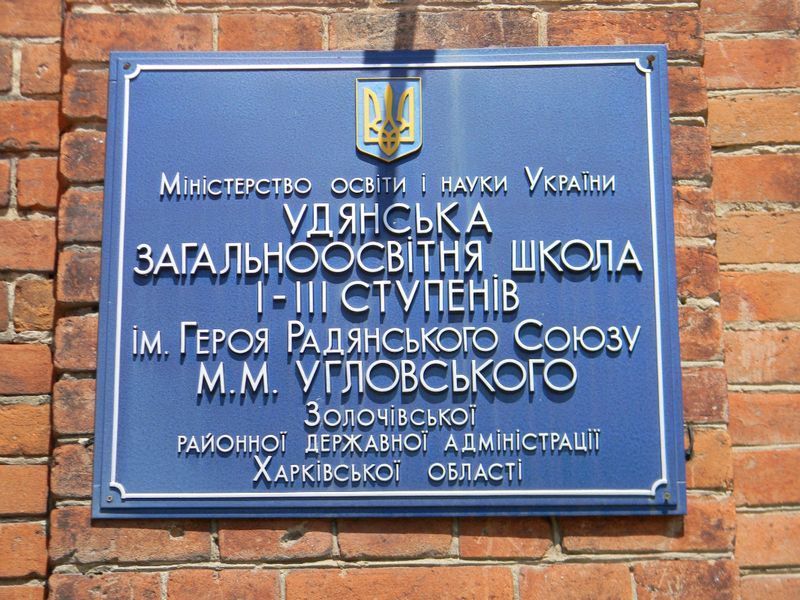 Міністерство освіти і науки України
УДЯНСЬКА
ЗАГАЛЬНООСВІТНЯ ШКОЛА
І-ІІІ СТУПЕНІВ
ім. Героя Радянського Союзу
М.М. УГЛОВСЬКОГО
Золочівської
районної державної адміністрації
Харківської області